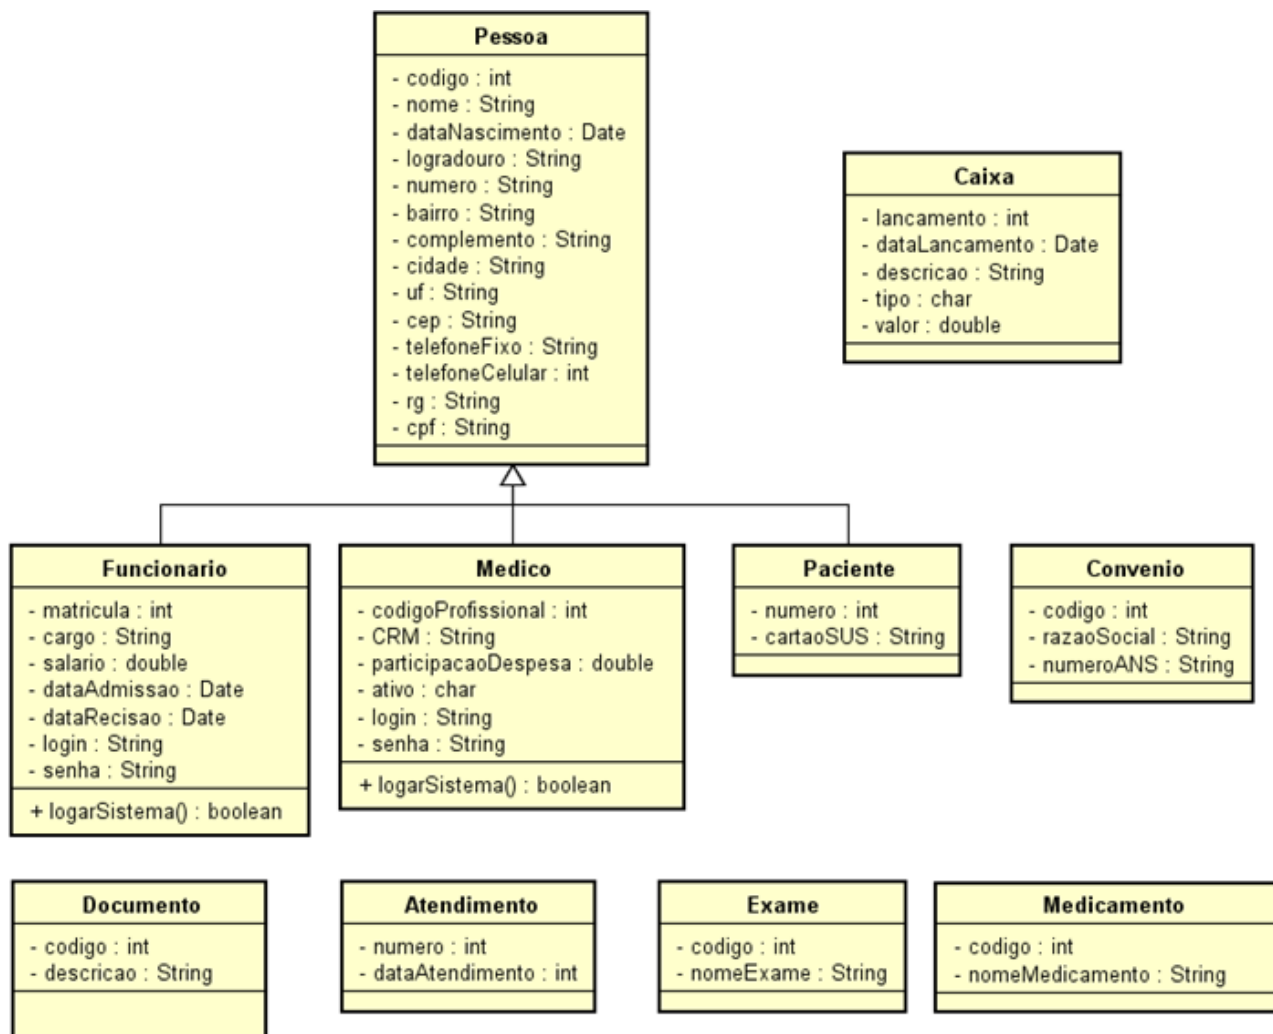 Pessoa
- codigo : int
- nome : String
- dataNascimento : Date
- logradouro : String
- numero : String
- bairro : String
- complemento : String
- cidade : String
- uf : String
- cep : String
- telefoneFixo : String
- telefoneCelular : int
- rg : String
- cpf : String
Caixa
- lancamento : int
- dataLancamento : Date
- descricao : String
- tipo : char
- valor : double
Funcionario
- matricula : int
- cargo : String
- salario : double
- dataAdmissao : Date
- dataRecisao : Date
- login : String
- senha : String
+ logarSistema() : boolean
Medico
- codigoProfissional : int
- CRM : String
- participacaoDespesa : double
- ativo : char
- login : String
- senha : String
+ logarSistema() : boolean
Paciente
- numero : int
- cartaoSUS : String
Convenio
- codigo : int
- razaoSocial : String
- numeroANS : String
Documento
- codigo : int
- descricao : String
Atendimento
- numero : int
- dataAtendimento : int
Exame
- codigo : int
- nomeExame : String
Medicamento
- codigo : int
- nomeMedicamento : String